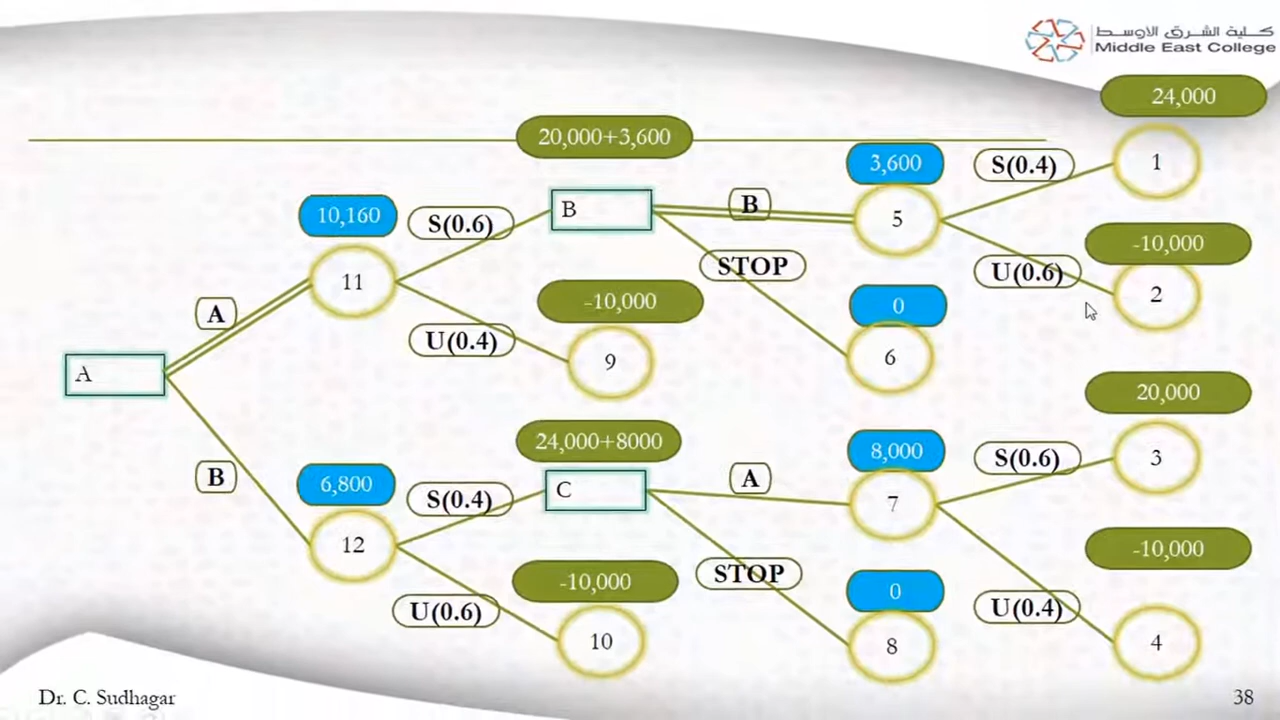 كلية الشرق الاوسط
Middle East College
24,000
20,000+3,600
3,600
S(0.4)
1
10,160
S(0.6)
B
B
5
-10,000
STOP
U(0.6)
2
11
-10,000
0
A
U(0.4)
9
6
A
20,000
24,000+8000
8,000
S(0.6)
3
B
6,800
S(0.4)
C
A
7
12
-10,000
-10,000
STOP
0
U(0.6)
U(0.4)
10
8
4
Dr. C. Sudhagar
38